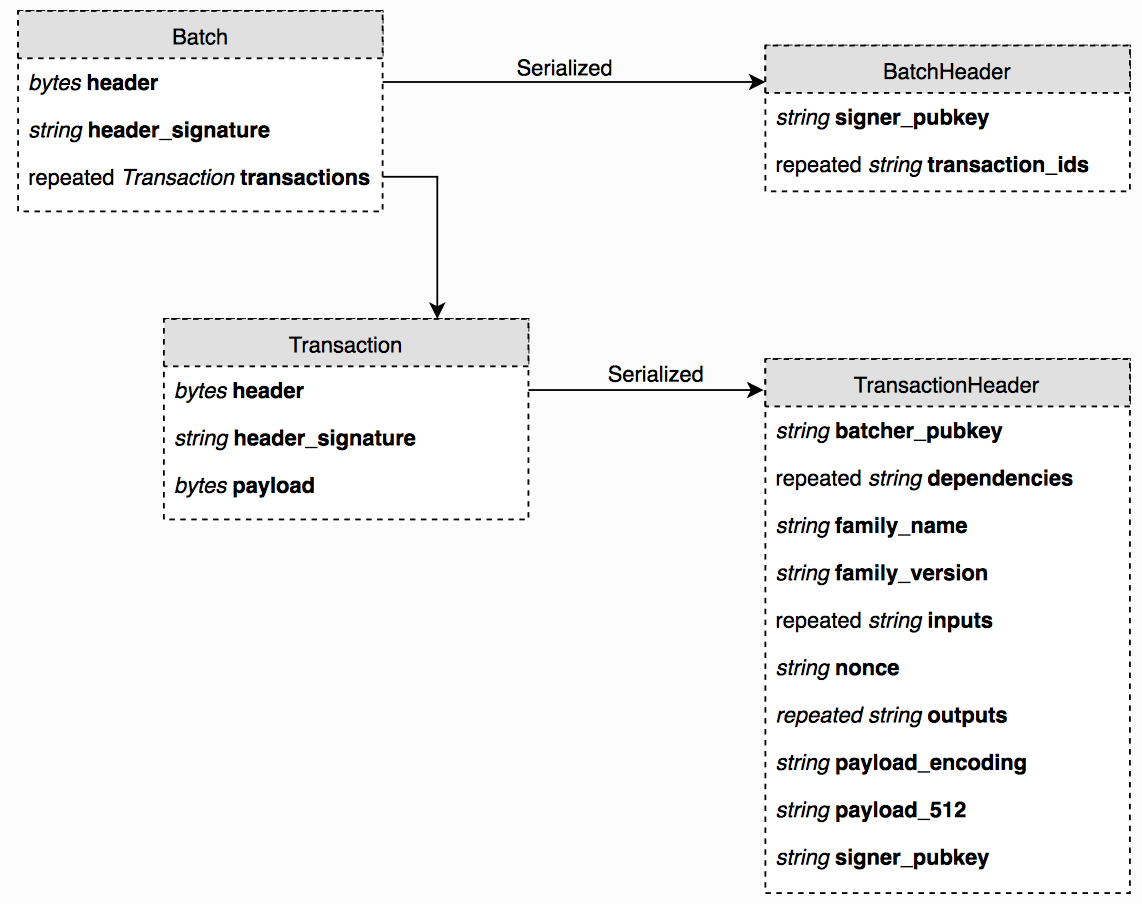 Batch
bytes header
string header_signature
repeated Transaction transactions
Serialized
BatchHeader
string signer_pubkey
repeated string transaction_ids
Transaction
bytes header
string header_signature
bytes payload
Serialized
TransactionHeader
string batcher_pubkey
repeated string dependencies
string family_name
string family_version
repeated string inputs
string nonce
repeated string outputs
string payload_encoding
string payload_512
string signer_pubkey